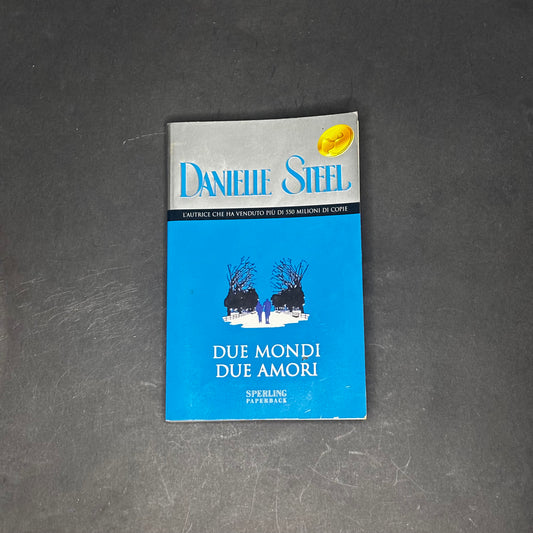 DANIELLE STEEL
L'AUTRICE CHE HA VENDUTO PIÙ DI 550 MILIONI DI COPIE
DUE MONDI
DUE AMORI
SPERLING
PAPERBACK